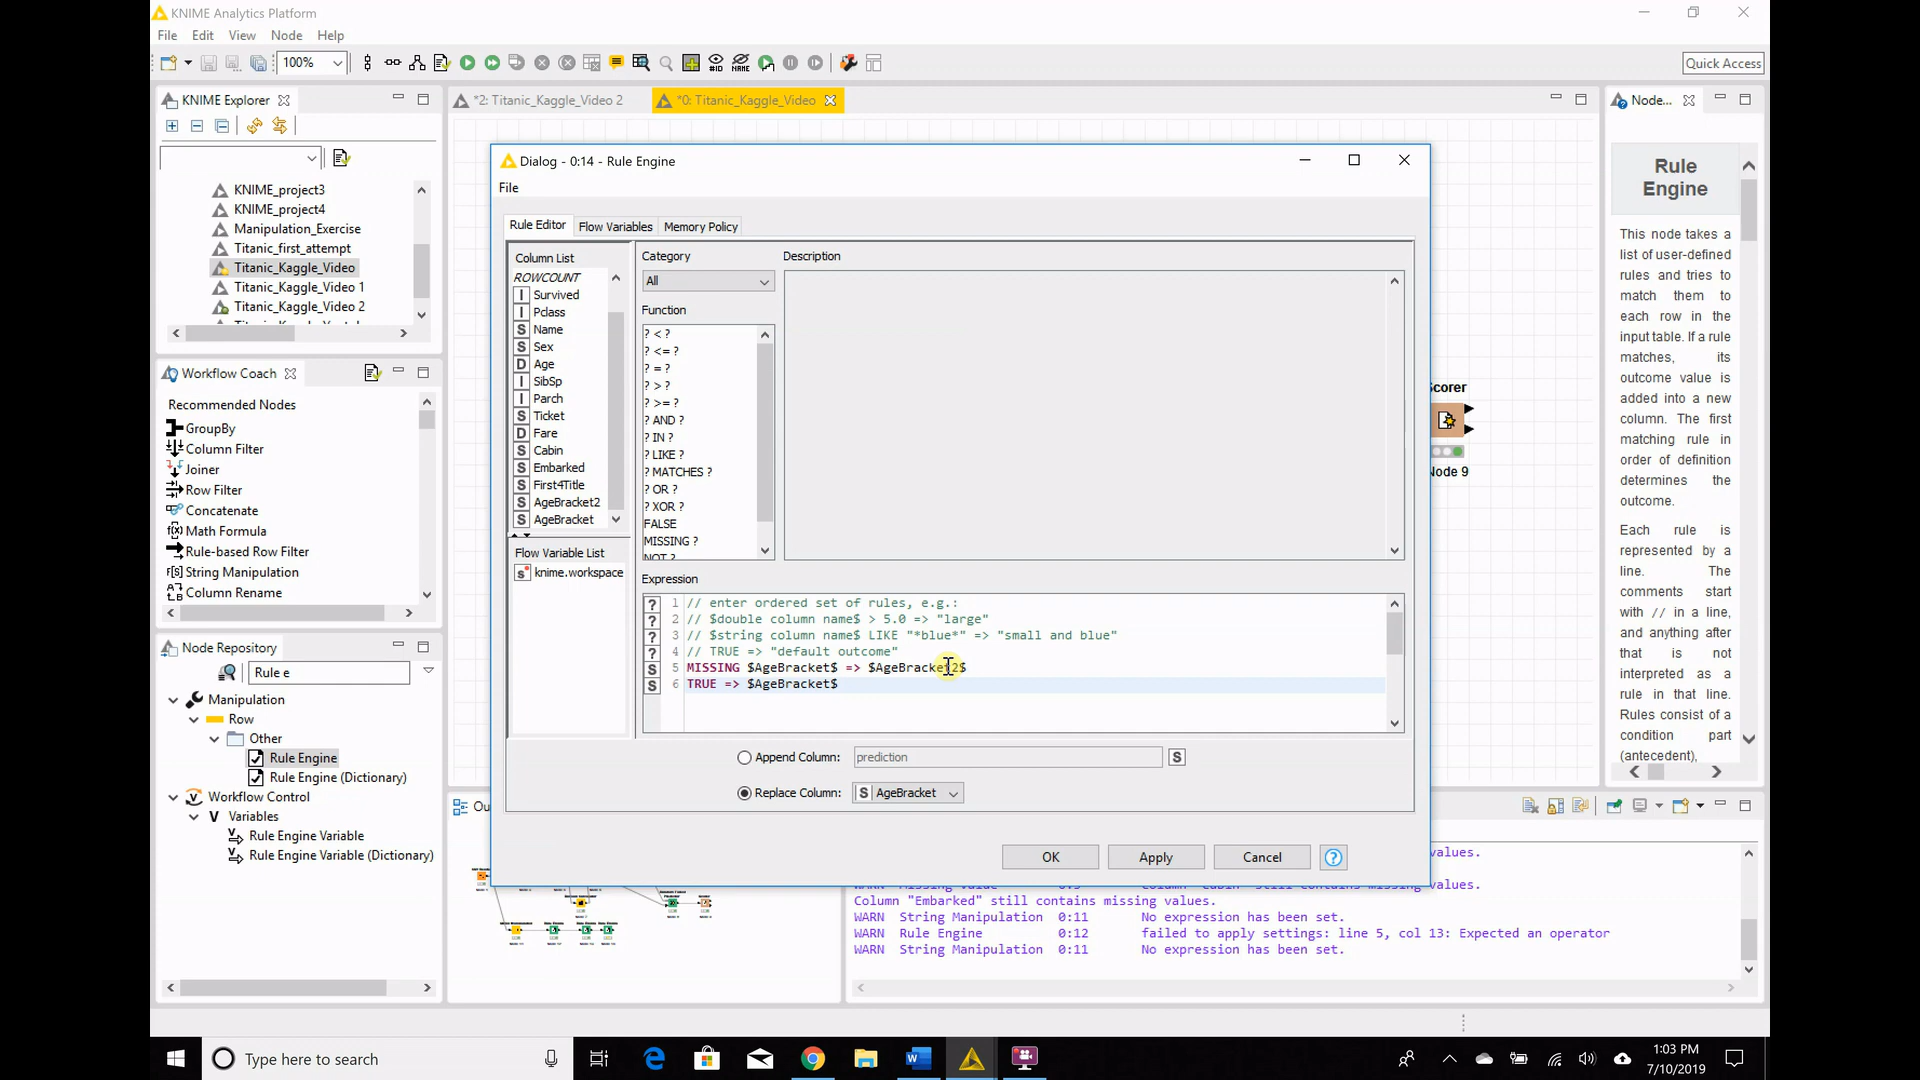 KNIME Analytics Platform
File Edit View Node Help
100%
Quick Access
KNIME Explorer
*2: Titanic_Kaggle_Video 2
*0: Titanic_Kaggle_Video
Node...
KNIME_project3
KNIME_project4
Manipulation_Exercise
Titanic_first_attempt
Titanic_Kaggle_Video
Titanic_Kaggle_Video 1
Titanic_Kaggle_Video 2
Workflow Coach
Recommended Nodes
GroupBy
Column Filter
Joiner
Row Filter
Concatenate
Math Formula
Rule-based Row Filter
String Manipulation
Column Rename
Node Repository
Rule e
Manipulation
Row
Other
Rule Engine
Rule Engine (Dictionary)
Workflow Control
Variables
Rule Engine Variable
Rule Engine Variable (Dictionary)
Dialog - 0:14 - Rule Engine
File
Rule Editor Flow Variables Memory Policy
Column List
ROWCOUNT
I Survived
I Pclass
S Name
S Sex
D Age
I SibSp
I Parch
S Ticket
D Fare
S Cabin
S Embarked
S First4Title
S AgeBracket2
S AgeBracket
Flow Variable List
s knime.workspace
Category
All
Function
? < ?
? <= ?
? = ?
? > ?
? >= ?
? AND ?
? IN ?
? LIKE ?
? MATCHES ?
? OR ?
? XOR ?
FALSE
MISSING ?
NOT ?
Description
Expression
? 1 // enter ordered set of rules, e.g.:
? 2 // $double column name$ > 5.0 => "large"
? 3 // $string column name$ LIKE "*blue*" => "small and blue"
? 4 // TRUE => "default outcome"
S 5 MISSING $AgeBracket$ => $AgeBracket2$
S 6 TRUE => $AgeBracket$
Append Column: prediction S
Replace Column: S AgeBracket
OK Apply Cancel
Scorer
Node 9
Rule
Engine
This node takes a
list of user-defined
rules and tries to
match them to
each row in the
input table. If a rule
matches, its
outcome value is
added into a new
column. The first
matching rule in
order of definition
determines the
outcome.
Each rule is
represented by a
line. The
comments start
with // in a line,
and anything after
that is not
interpreted as a
rule in that line.
Rules consist of a
condition part
(antecedent),
Ou
values.
WARN Missing Value 0:5 Column "Cabin" still contains missing values.
Column "Embarked" still contains missing values.
WARN String Manipulation 0:11 No expression has been set.
WARN Rule Engine 0:12 failed to apply settings: line 5, col 13: Expected an operator
WARN String Manipulation 0:11 No expression has been set.
Type here to search
1:03 PM
7/10/2019